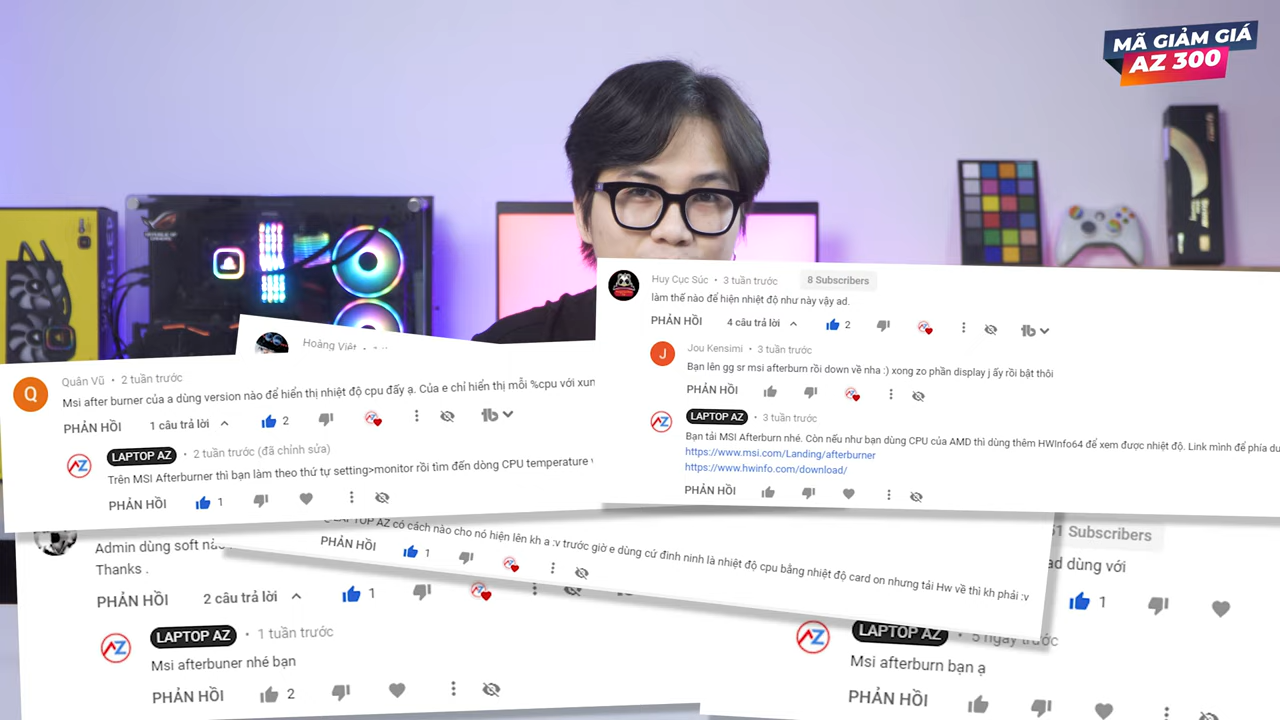 MÃ GIẢM GIÁ
AZ 300
Huy Cục Súc • 3 tuần trước 8 Subscribers
làm thế nào để hiện nhiệt độ như này vậy ad.
PHẢN HỒI 4 câu trả lời 2
Jou Kensimi • 3 tuần trước
Bạn lên gg sr msi afterburn rồi down về nha :) xong zo phần display j ấy rồi bật thôi
PHẢN HỒI
LAPTOP AZ • 3 tuần trước
Bạn tải MSI Afterburn nhé. Còn nếu như bạn dùng CPU của AMD thì dùng thêm HWInfo64 để xem được nhiệt độ. Link mình để phía
https://www.msi.com/Landing/afterburner
https://www.hwinfo.com/download/
PHẢN HỒI
Hoàng Việt
Quân Vũ • 2 tuần trước
Msi after burner của a dùng version nào để hiển thị nhiệt độ cpu đấy ạ. Của e chỉ hiển thị mỗi %cpu với xun
PHẢN HỒI 1 câu trả lời 2
LAPTOP AZ • 2 tuần trước (đã chỉnh sửa)
Trên MSI Afterburner thì bạn làm theo thứ tự setting>monitor rồi tìm đến dòng CPU temperature
PHẢN HỒI 1
LAPTOP AZ có cách nào cho nó hiện lên kh a :v trước giờ e dùng cứ đinh ninh là nhiệt độ cpu bằng nhiệt độ card on nhưng tải Hw về thì kh phải :v
PHẢN HỒI 1
Admin dùng soft
Thanks .
PHẢN HỒI 2 câu trả lời 1
LAPTOP AZ • 1 tuần trước
Msi afterbuner nhé bạn
PHẢN HỒI 2
51 Subscribers
ad dùng với
1
LAPTOP AZ • 5 ngày trước
Msi afterburn bạn ạ
PHẢN HỒI